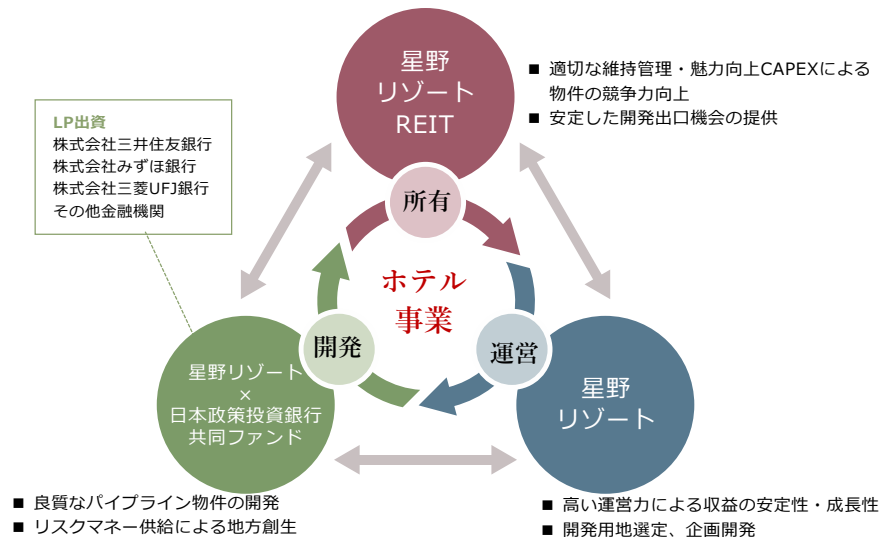 星野
リゾート
REIT
■ 適切な維持管理・魅力向上CAPEXによる
物件の競争力向上
■ 安定した開発出口機会の提供
LP出資
株式会社三井住友銀行
株式会社みずほ銀行
株式会社三菱UFJ銀行
その他金融機関
所有
ホテル
事業
開発
運営
星野リゾート
×
日本政策投資銀行
共同ファンド
星野
リゾート
■ 良質なパイプライン物件の開発
■ リスクマネー供給による地方創生
■ 高い運営力による収益の安定性・成長性
■ 開発用地選定、企画開発